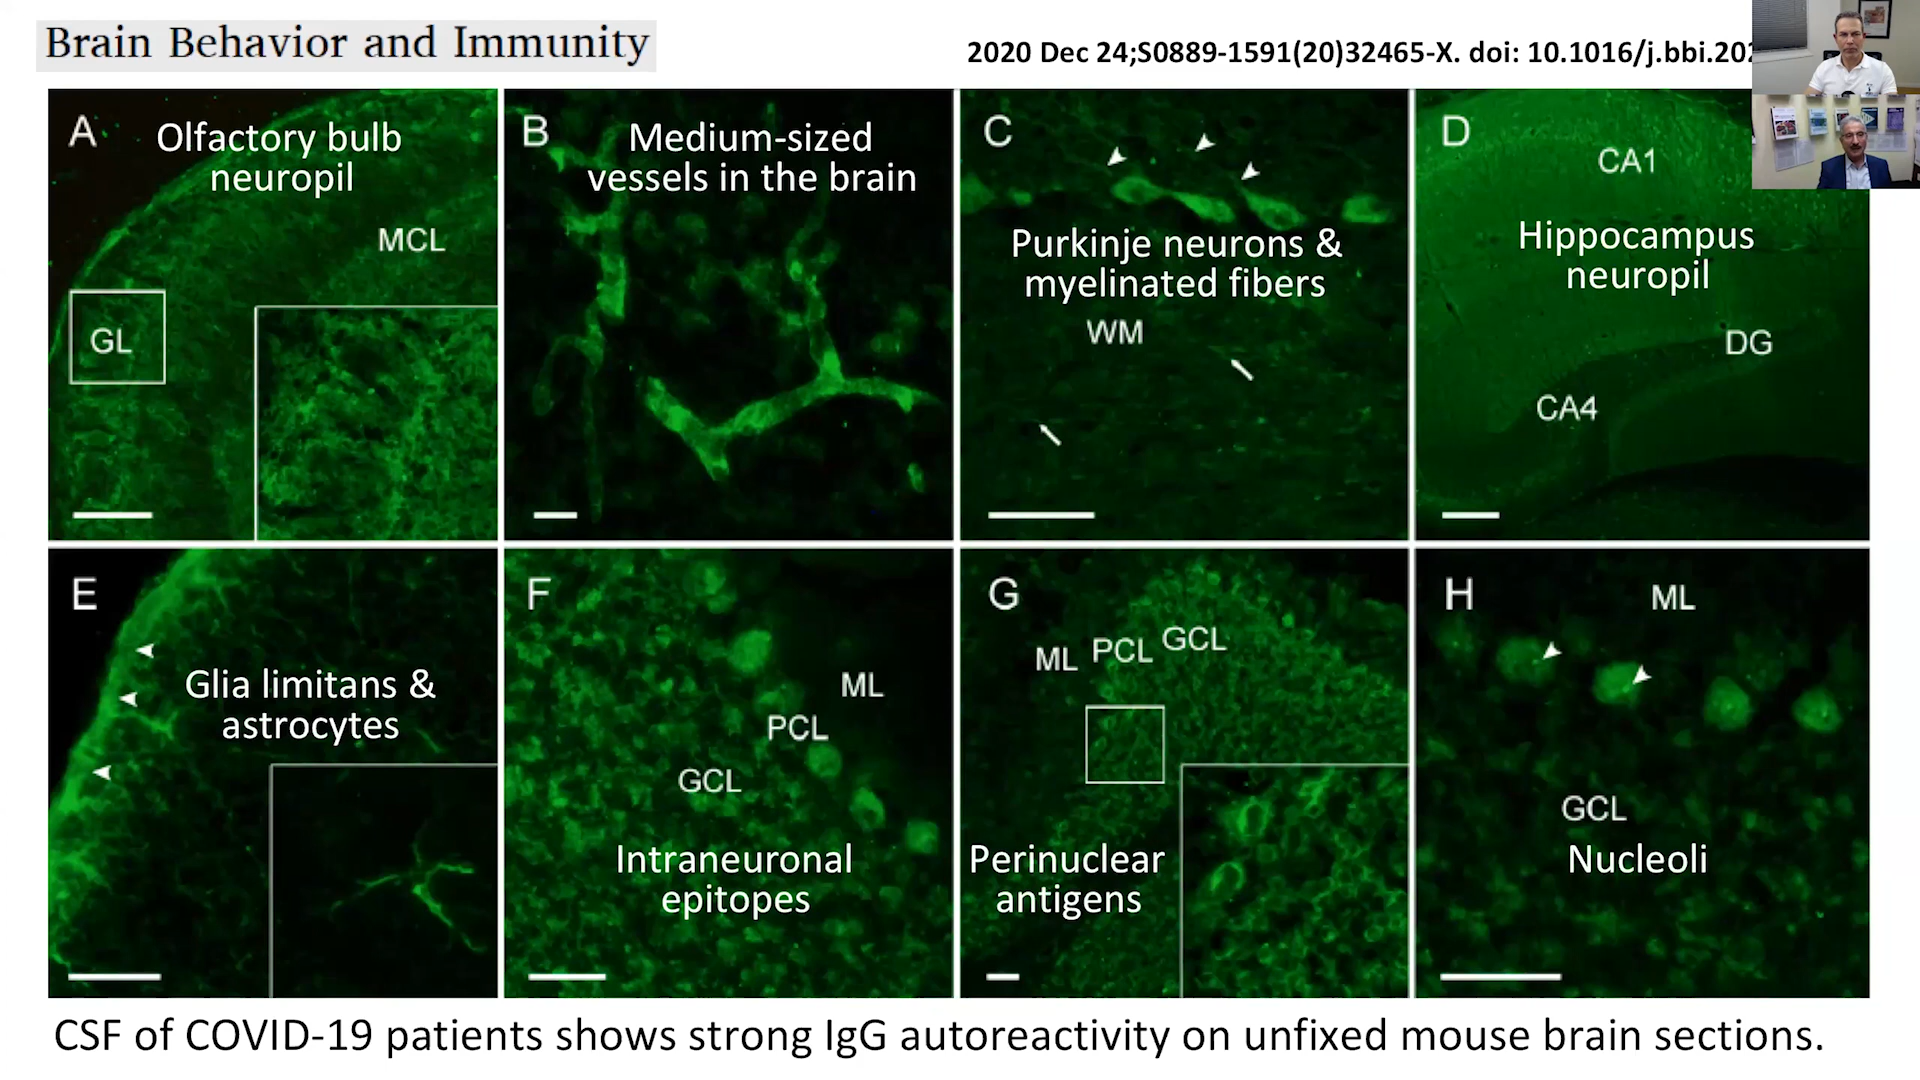 Brain Behavior and Immunity
2020 Dec 24;S0889-1591(20)32465-X. doi: 10.1016/j.bbi.202
A
Olfactory bulb
neuropil
MCL
GL
B
Medium-sized
vessels in the brain
C
Purkinje neurons &
myelinated fibers
WM
D
CA1
Hippocampus
neuropil
DG
CA4
E
Glia limitans &
astrocytes
F
ML
PCL
GCL
Intraneuronal
epitopes
G
ML PCL GCL
Perinuclear
antigens
H
ML
GCL
Nucleoli
CSF of COVID-19 patients shows strong IgG autoreactivity on unfixed mouse brain sections.